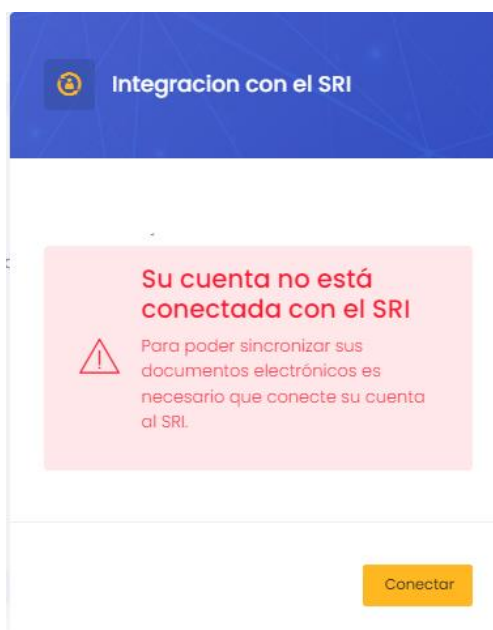 Integracion con el SRI
Su cuenta no está
conectada con el SRI
Para poder sincronizar sus
documentos electrónicos es
necesario que conecte su cuenta
al SRI.
Conectar